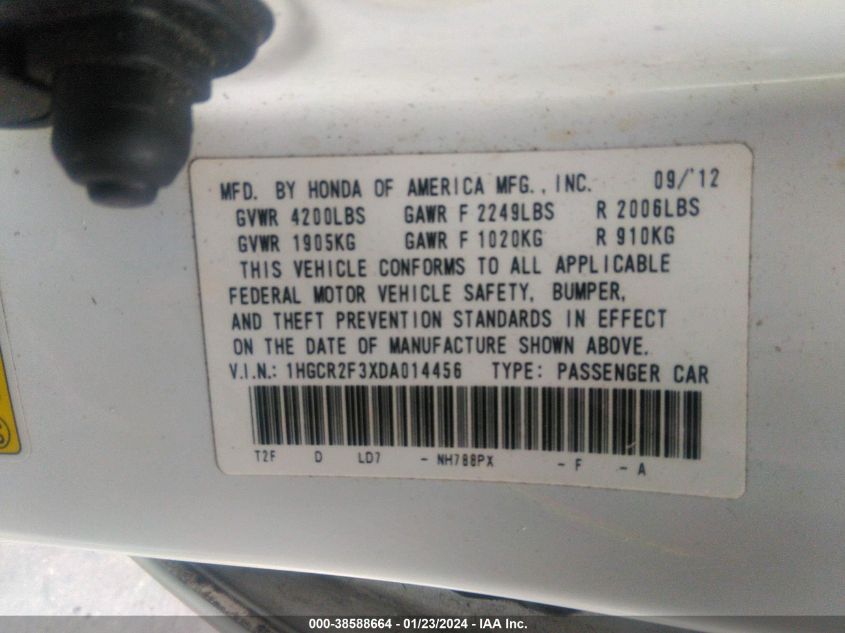 MFD. BY HONDA OF AMERICA MFG., INC. 09/'12
GVWR 4200LBS GAWR F 2249LBS R 2006LBS
GVWR 1905KG GAWR F 1020KG R 910KG
THIS VEHICLE CONFORMS TO ALL APPLICABLE
FEDERAL MOTOR VEHICLE SAFETY, BUMPER,
AND THEFT PREVENTION STANDARDS IN EFFECT
ON THE DATE OF MANUFACTURE SHOWN ABOVE.
V.I.N.: 1HGCR2F3XDA014456 TYPE: PASSENGER CAR
T2F D LD7 - NH788PX - F - A
000-38588664 | 01/23/2024 | IAA Inc.